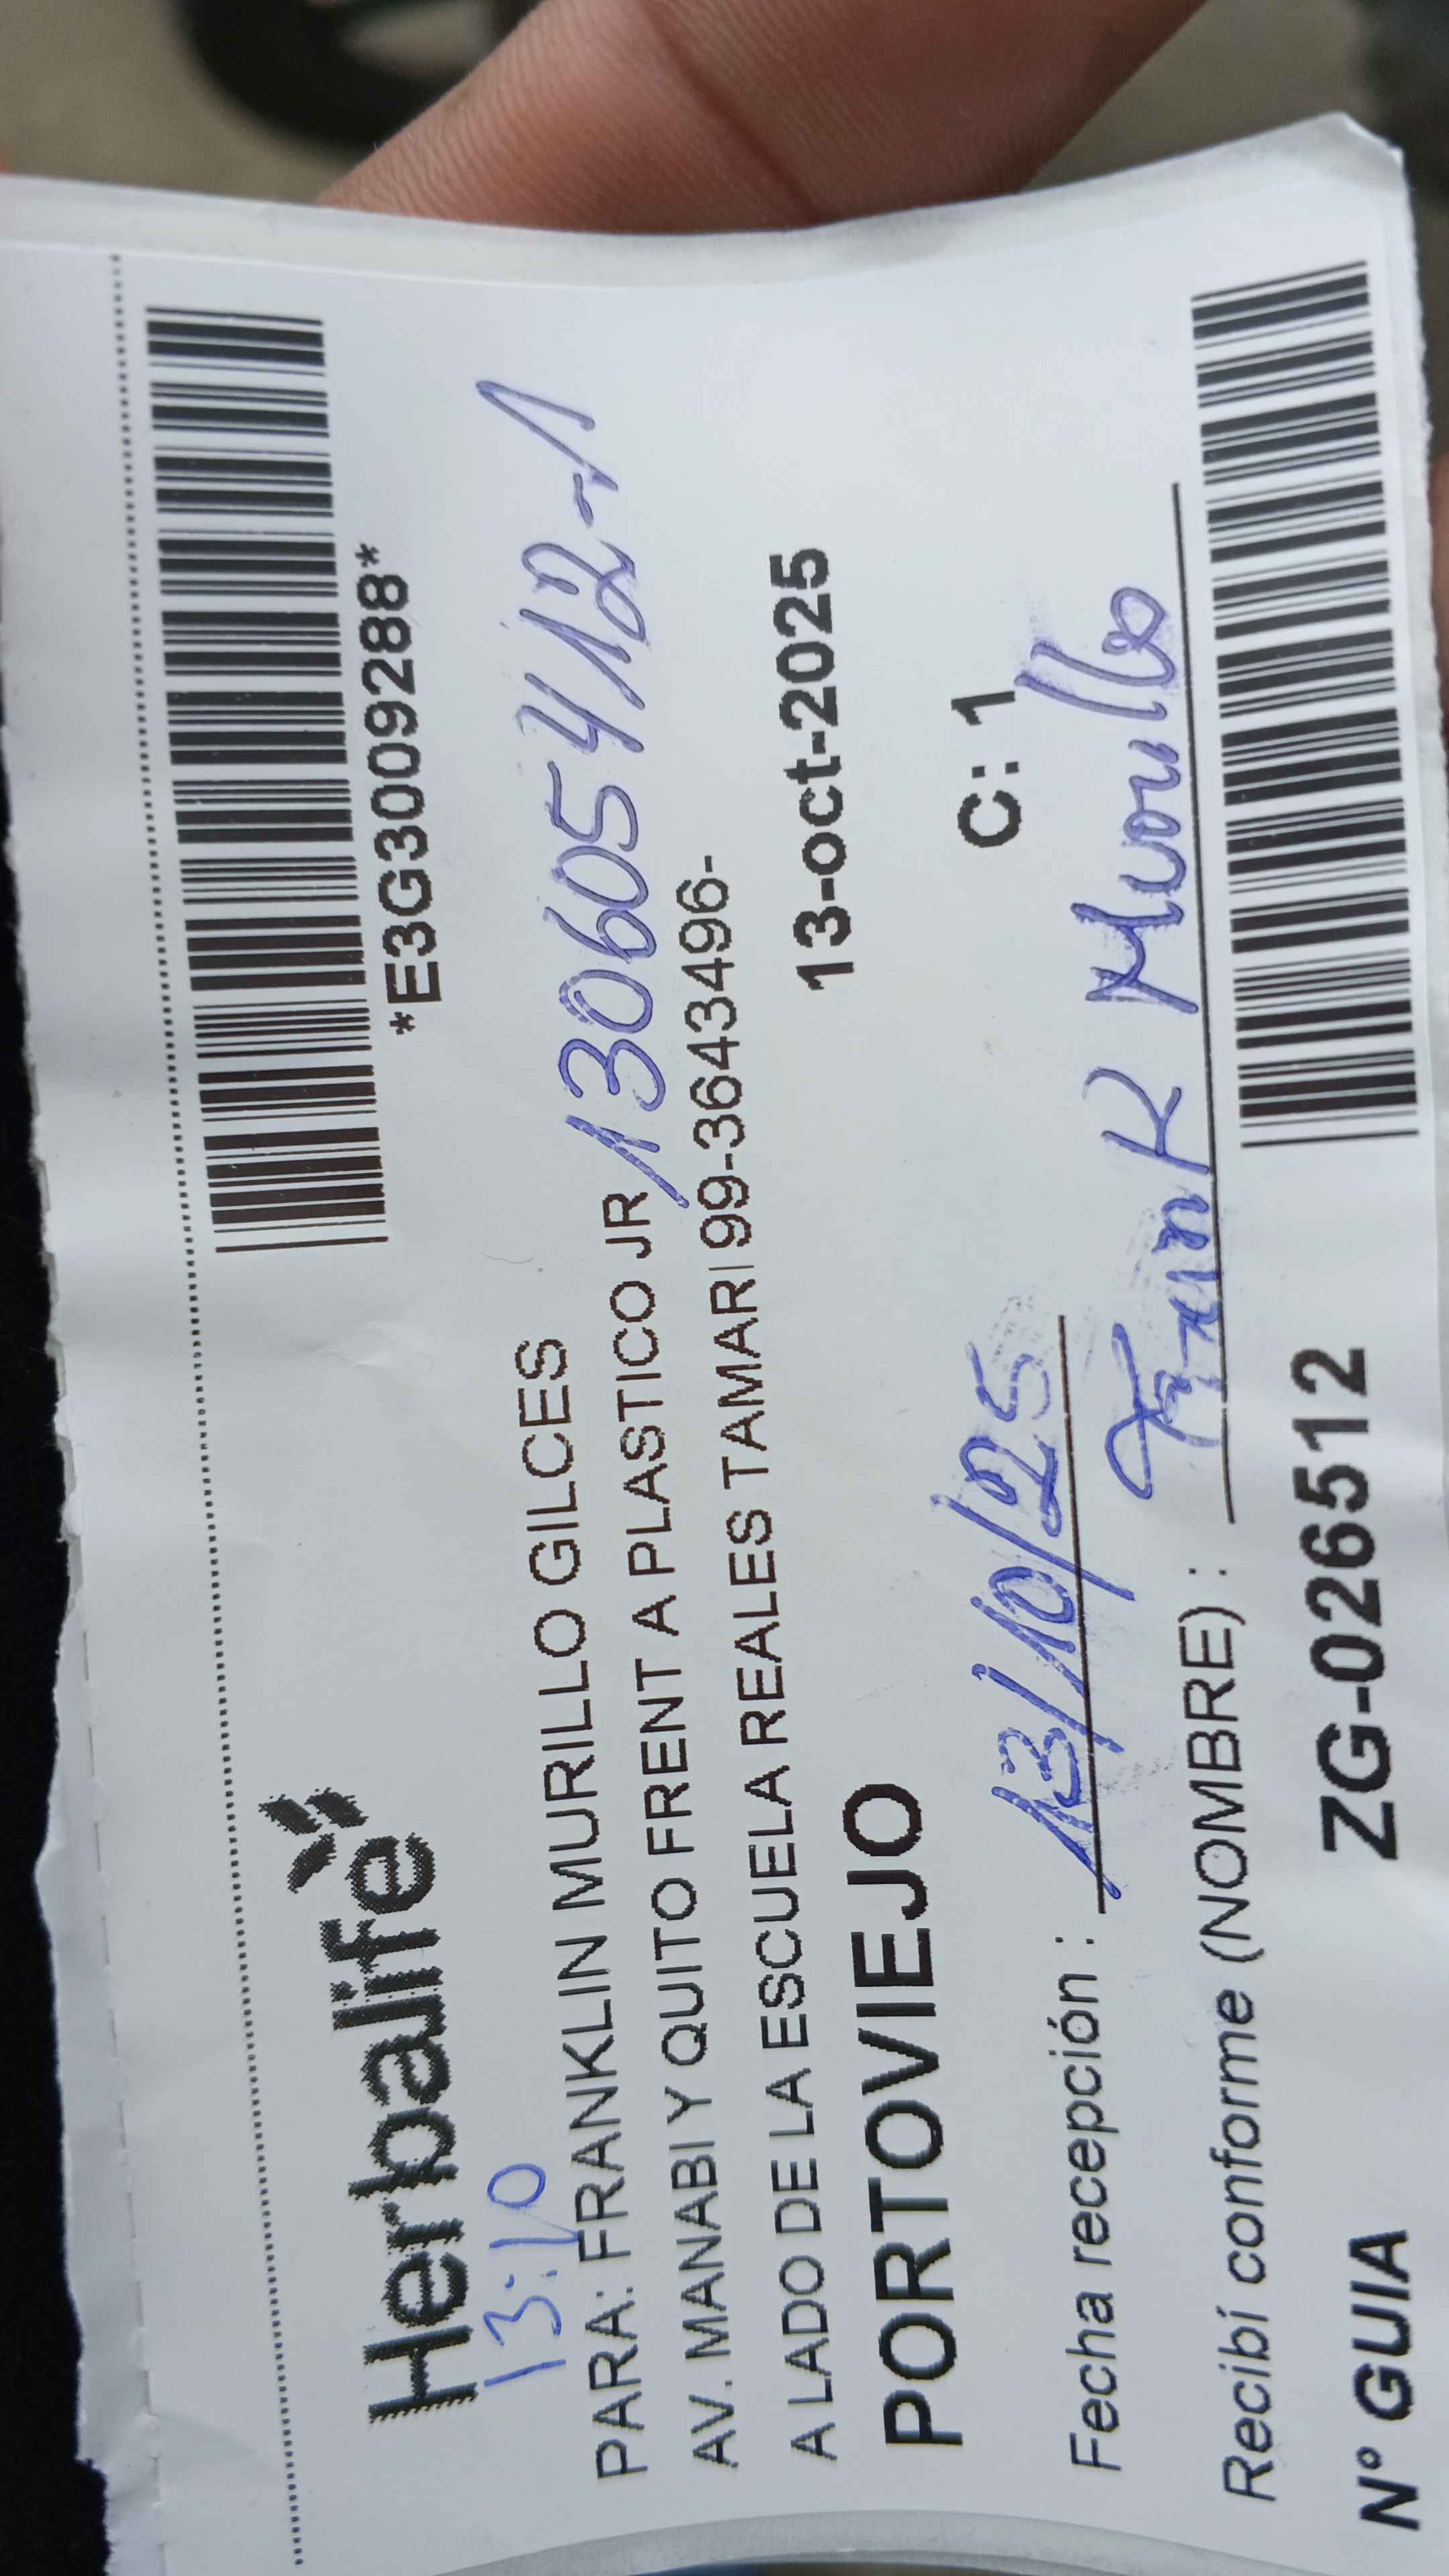 Herbalife
*E3G3009288*
13:10
PARA: FRANKLIN MURILLO GILCES
130605412-1
AV. MANABI Y QUITO FRENT A PLASTICO JR
A LADO DE LA ESCUELA REALES TAMARI 99-3643496-
PORTOVIEJO 13-oct-2025
C: 1
Fecha recepción : 13/10/25
Recibí conforme (NOMBRE) : Frank Murillo
N° GUIA ZG-026512